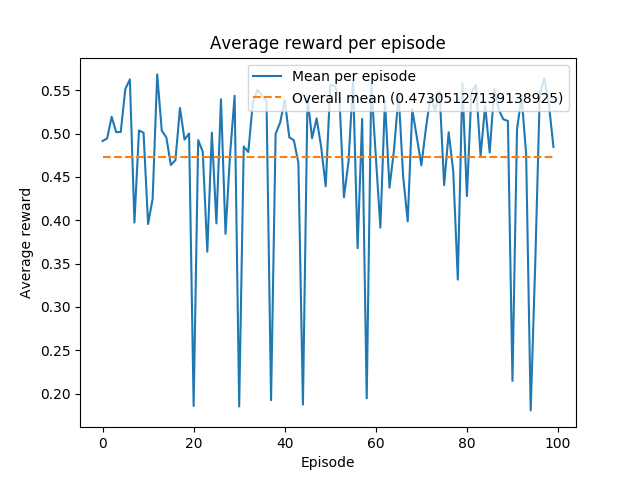 Average reward per episode
Mean per episode
Overall mean (0.473051271391138925)
Average reward
0.55
0.50
0.45
0.40
0.35
0.30
0.25
0.20
0
20
40
60
80
100
Episode